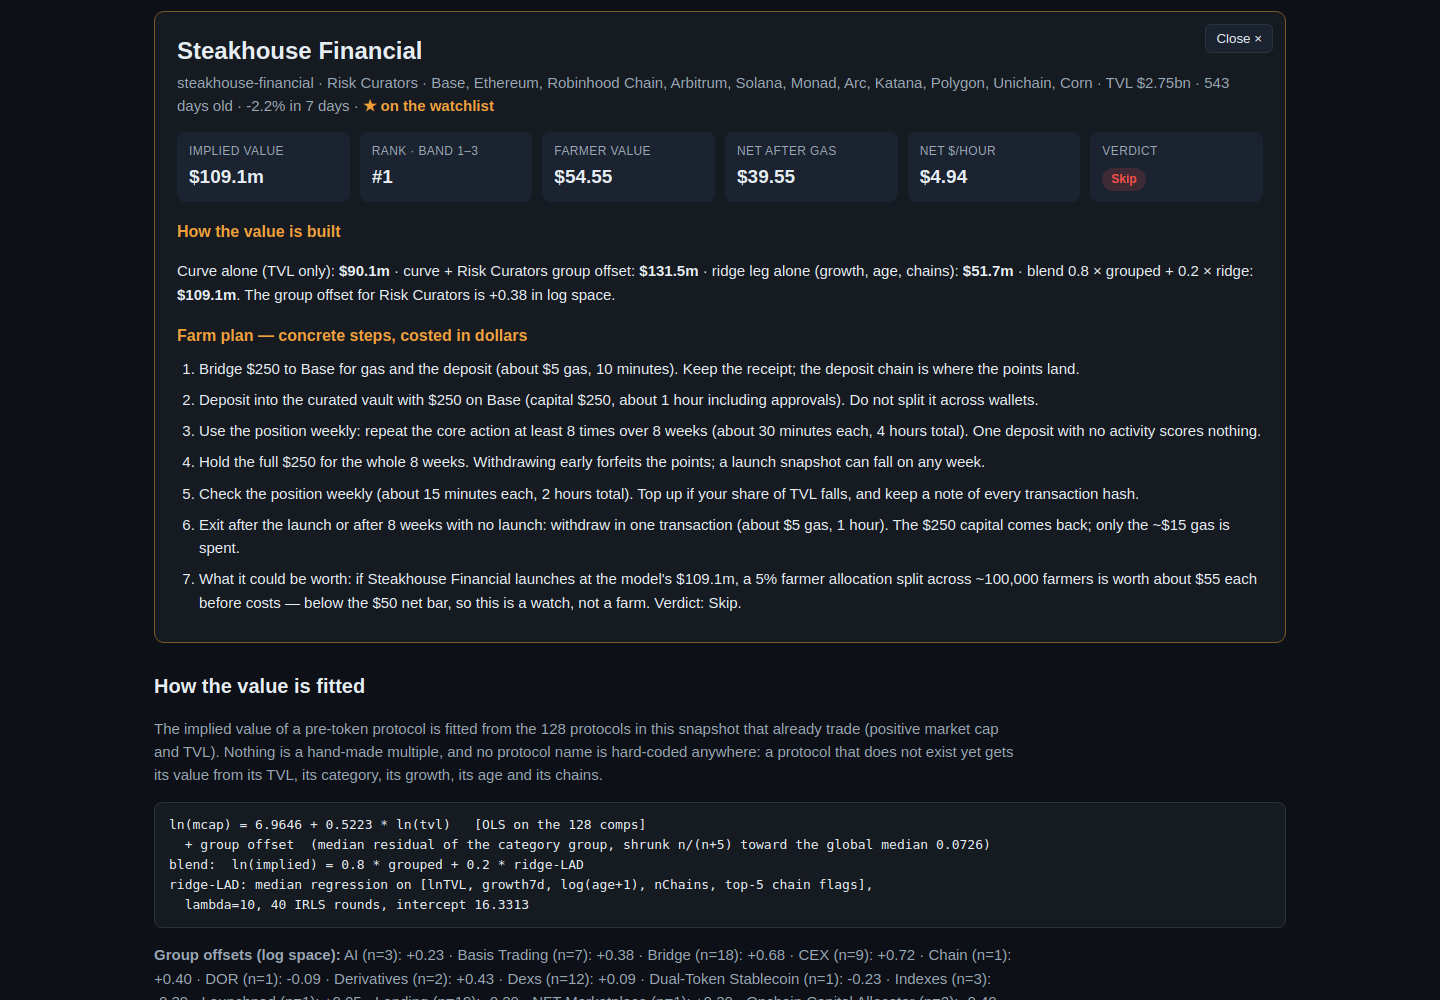 Close ×
Steakhouse Financial
steakhouse-financial · Risk Curators · Base, Ethereum, Robinhood Chain, Arbitrum, Solana, Monad, Arc, Katana, Polygon, Unichain, Corn · TVL $2.75bn · 543
days old · -2.2% in 7 days · ★ on the watchlist
IMPLIED VALUE
$109.1m
RANK · BAND 1–3
#1
FARMER VALUE
$54.55
NET AFTER GAS
$39.55
NET $/HOUR
$4.94
VERDICT
Skip
How the value is built
Curve alone (TVL only): $90.1m · curve + Risk Curators group offset: $131.5m · ridge leg alone (growth, age, chains): $51.7m · blend 0.8 × grouped + 0.2 × ridge:
$109.1m. The group offset for Risk Curators is +0.38 in log space.
Farm plan — concrete steps, costed in dollars
1. Bridge $250 to Base for gas and the deposit (about $5 gas, 10 minutes). Keep the receipt; the deposit chain is where the points land.
2. Deposit into the curated vault with $250 on Base (capital $250, about 1 hour including approvals). Do not split it across wallets.
3. Use the position weekly: repeat the core action at least 8 times over 8 weeks (about 30 minutes each, 4 hours total). One deposit with no activity scores nothing.
4. Hold the full $250 for the whole 8 weeks. Withdrawing early forfeits the points; a launch snapshot can fall on any week.
5. Check the position weekly (about 15 minutes each, 2 hours total). Top up if your share of TVL falls, and keep a note of every transaction hash.
6. Exit after the launch or after 8 weeks with no launch: withdraw in one transaction (about $5 gas, 1 hour). The $250 capital comes back; only the ~$15 gas is
spent.
7. What it could be worth: if Steakhouse Financial launches at the model's $109.1m, a 5% farmer allocation split across ~100,000 farmers is worth about $55 each
before costs — below the $50 net bar, so this is a watch, not a farm. Verdict: Skip.
How the value is fitted
The implied value of a pre-token protocol is fitted from the 128 protocols in this snapshot that already trade (positive market cap
and TVL). Nothing is a hand-made multiple, and no protocol name is hard-coded anywhere: a protocol that does not exist yet gets
its value from its TVL, its category, its growth, its age and its chains.
ln(mcap) = 6.9646 + 0.5223 * ln(tvl)   [OLS on the 128 comps]
+ group offset  (median residual of the category group, shrunk n/(n+5) toward the global median 0.0726)
blend:  ln(implied) = 0.8 * grouped + 0.2 * ridge-LAD
ridge-LAD: median regression on [lnTVL, growth7d, log(age+1), nChains, top-5 chain flags],
lambda=10, 40 IRLS rounds, intercept 16.3313
Group offsets (log space): AI (n=3): +0.23 · Basis Trading (n=7): +0.38 · Bridge (n=18): +0.68 · CEX (n=9): +0.72 · Chain (n=1):
+0.40 · DOR (n=1): -0.09 · Derivatives (n=2): +0.43 · Dexs (n=12): +0.09 · Dual-Token Stablecoin (n=1): -0.23 · Indexes (n=3):